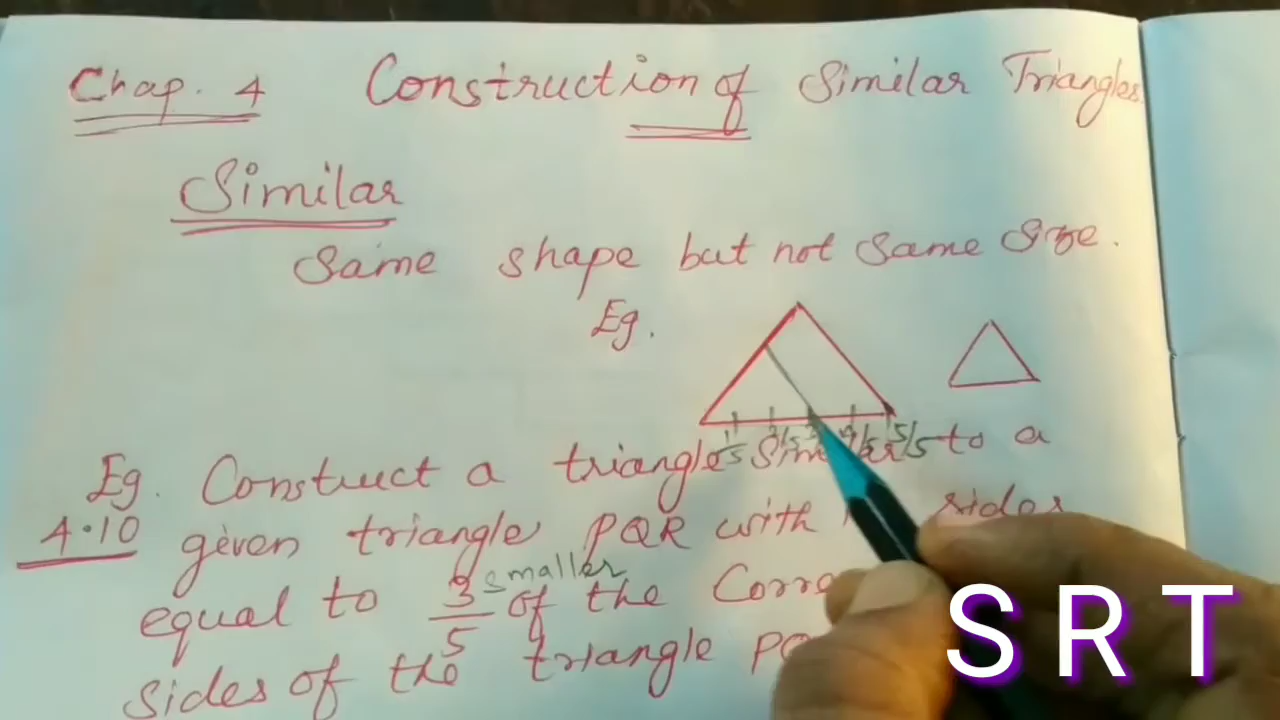 Chap. 4 Construction of Similar Triangles
Similar
Same shape but not same size.
Eg.
1/5 2/5 4/5 5/5
Eg. Construct a triangle similar to a
4.10 given triangle PQR with sides
smaller
equal to 3/5 of the
sides of the triangle
SRT